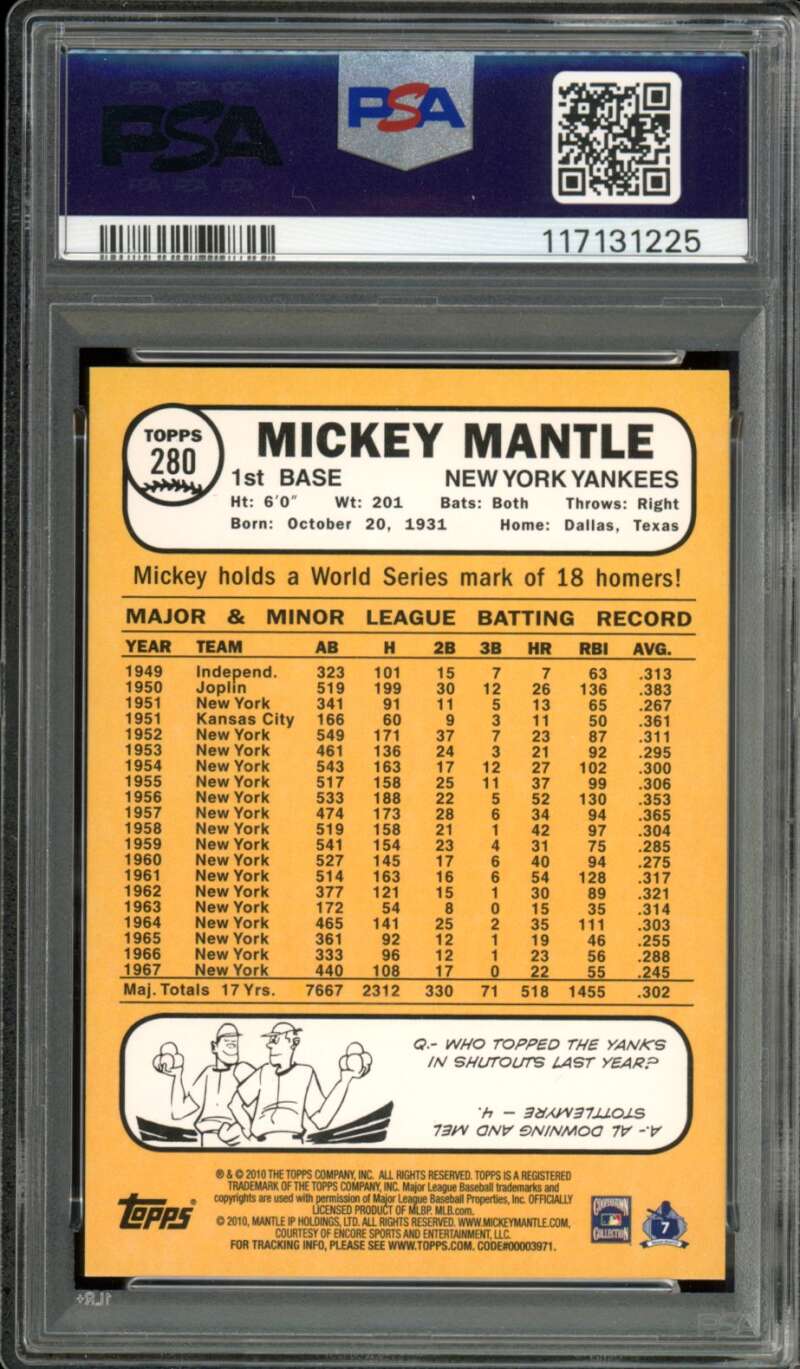 PSA
PSA
117131225
TOPPS
280
MICKEY MANTLE
1st BASE NEW YORK YANKEES
Ht: 6'0" Wt: 201 Bats: Both Throws: Right
Born: October 20, 1931 Home: Dallas, Texas
Mickey holds a World Series mark of 18 homers!
MAJOR & MINOR LEAGUE BATTING RECORD
YEAR TEAM AB H 2B 3B HR RBI AVG.
1949 Independ. 323 101 15 7 7 63 .313
1950 Joplin 519 199 30 12 26 136 .383
1951 New York 341 91 11 5 13 65 .267
1951 Kansas City 166 60 9 3 11 50 .361
1952 New York 549 171 37 7 23 87 .311
1953 New York 461 136 24 3 21 92 .295
1954 New York 543 163 17 12 27 102 .300
1955 New York 517 158 25 11 37 99 .306
1956 New York 533 188 22 5 52 130 .353
1957 New York 474 173 28 6 34 94 .365
1958 New York 519 158 21 1 42 97 .304
1959 New York 541 154 23 4 31 75 .285
1960 New York 527 145 17 6 40 94 .275
1961 New York 514 163 16 6 54 128 .317
1962 New York 377 121 15 1 30 89 .321
1963 New York 172 54 8 0 15 35 .314
1964 New York 465 141 25 2 35 111 .303
1965 New York 361 92 12 1 19 46 .255
1966 New York 333 96 12 1 23 56 .288
1967 New York 440 108 17 0 22 55 .245
Maj. Totals 17 Yrs. 7667 2312 330 71 518 1455 .302
Q.- WHO TOPPED THE YANKS
IN SHUTOUTS LAST YEAR?
A.- AL DOWNING AND MEL
STOTTLEMYRE — 4.
® & © 2010 THE TOPPS COMPANY, INC. ALL RIGHTS RESERVED. TOPPS IS A REGISTERED
TRADEMARK OF THE TOPPS COMPANY, INC. Major League Baseball trademarks and
copyrights are used with permission of Major League Baseball Properties, Inc. OFFICIALLY
LICENSED PRODUCT OF MLBP. MLB.com.
© 2010, MANTLE IP HOLDINGS, LTD. ALL RIGHTS RESERVED. WWW.MICKEYMANTLE.COM,
COURTESY OF ENCORE SPORTS AND ENTERTAINMENT, LLC.
FOR TRACKING INFO, PLEASE SEE WWW.TOPPS.COM. CODE#00003971.
Topps
COOPERSTOWN
COLLECTION
7
PSA